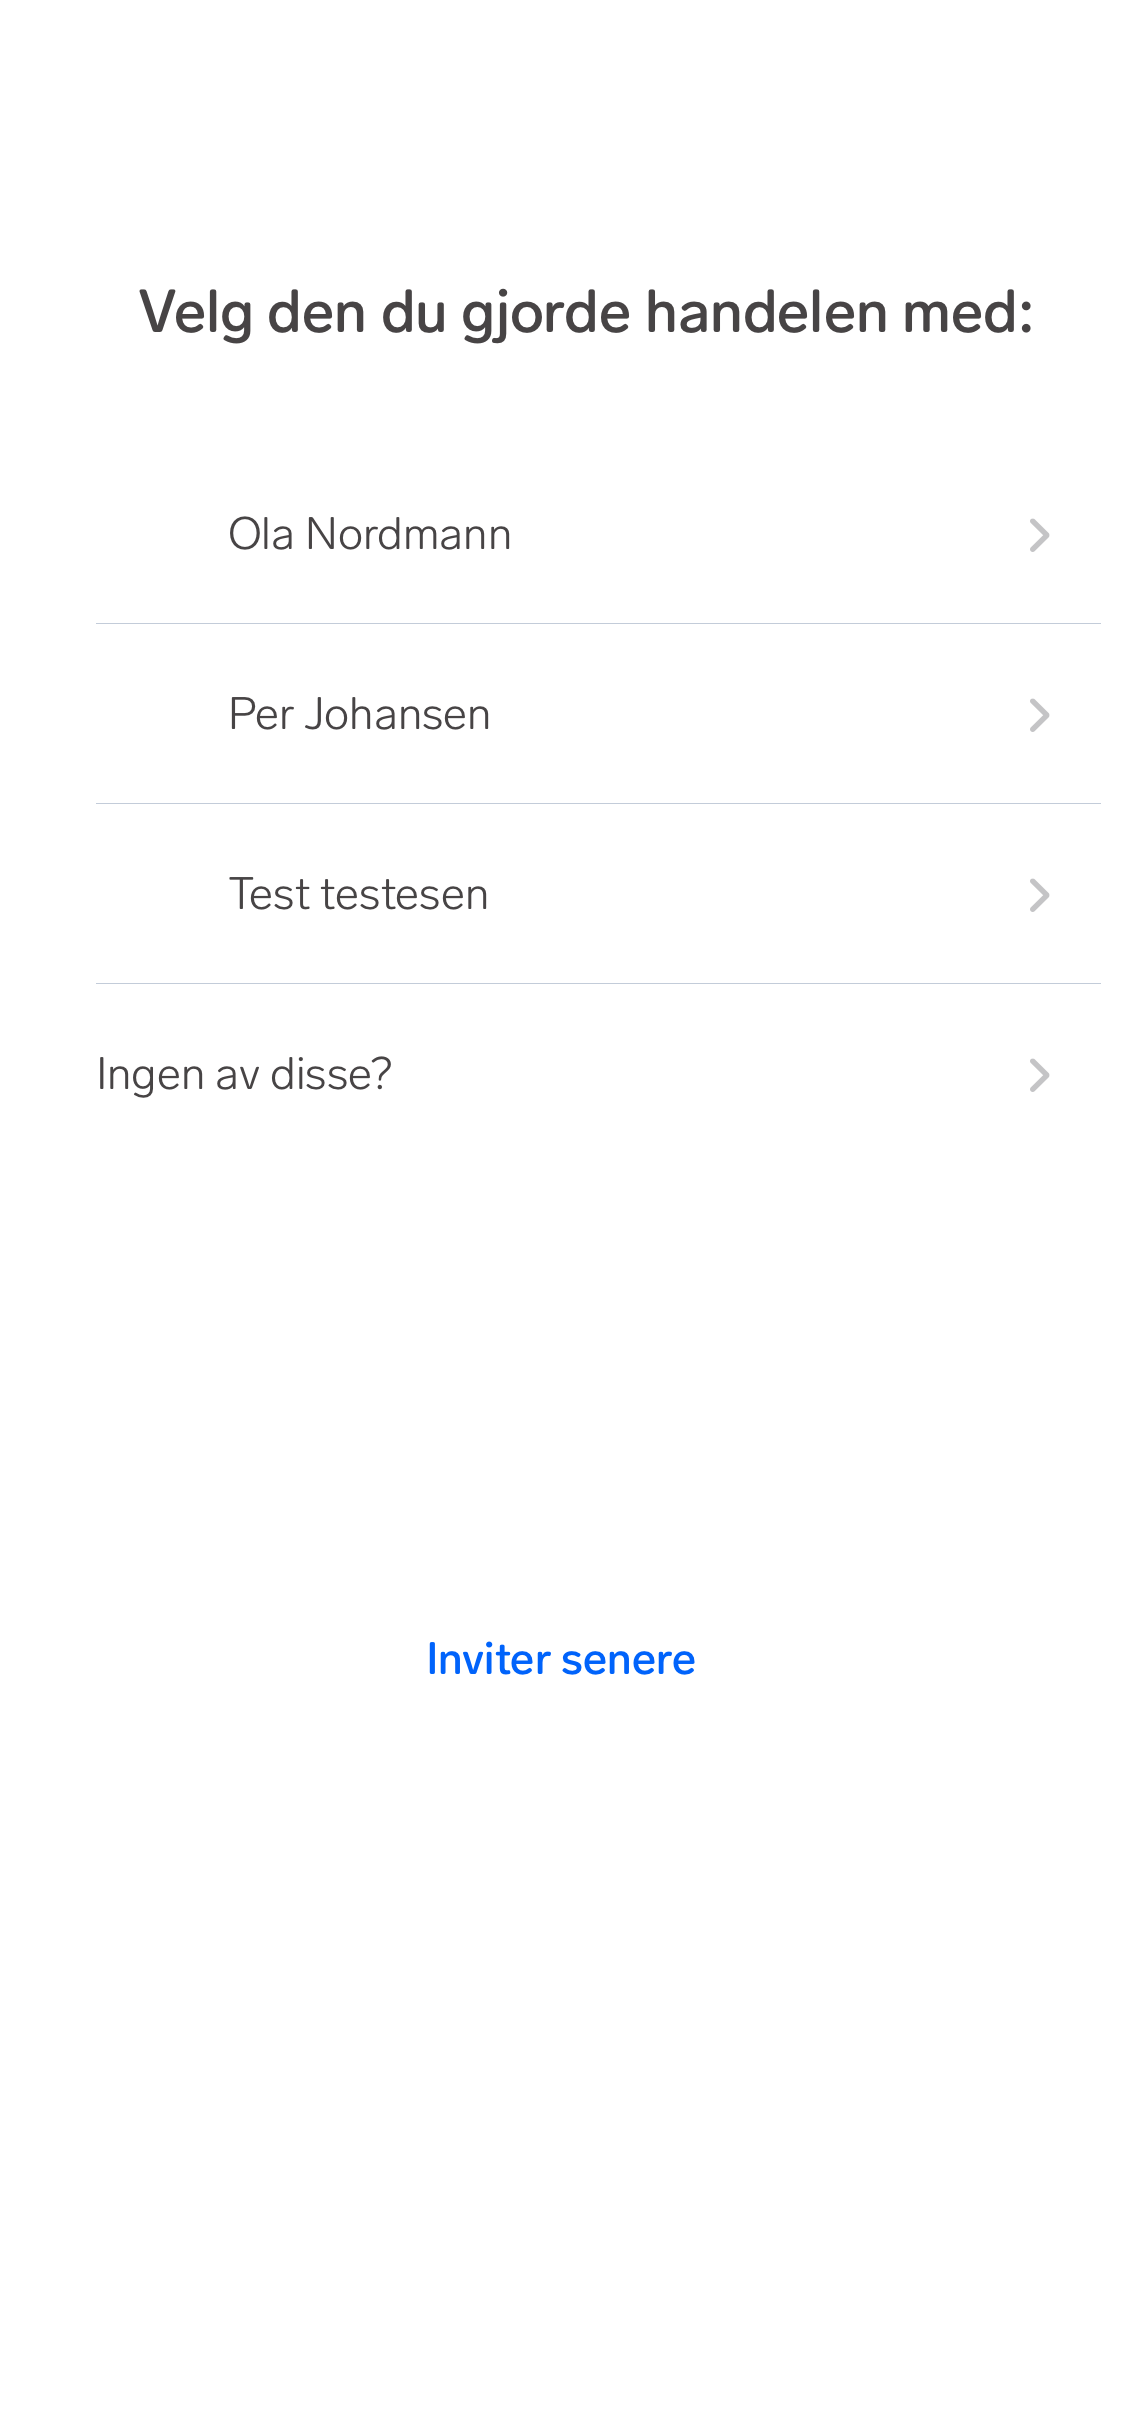 Velg den du gjorde handelen med:
Ola Nordmann
Per Johansen
Test testesen
Ingen av disse?
Inviter senere